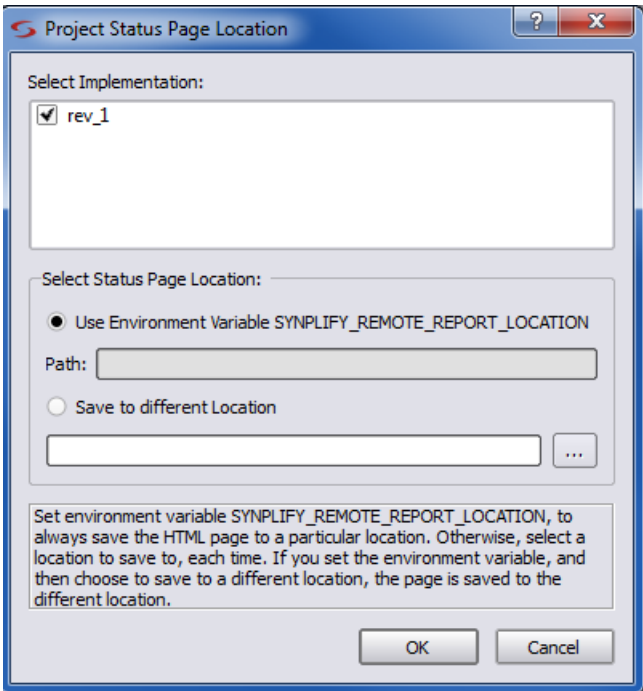 Project Status Page Location
?
X
Select Implementation:
rev_1
Select Status Page Location:
Use Environment Variable SYNPLIFY_REMOTE_REPORT_LOCATION
Path:
Save to different Location
...
Set environment variable SYNPLIFY_REMOTE_REPORT_LOCATION, to
always save the HTML page to a particular location. Otherwise, select a
location to save to, each time. If you set the environment variable, and
then choose to save to a different location, the page is saved to the
different location.
OK
Cancel